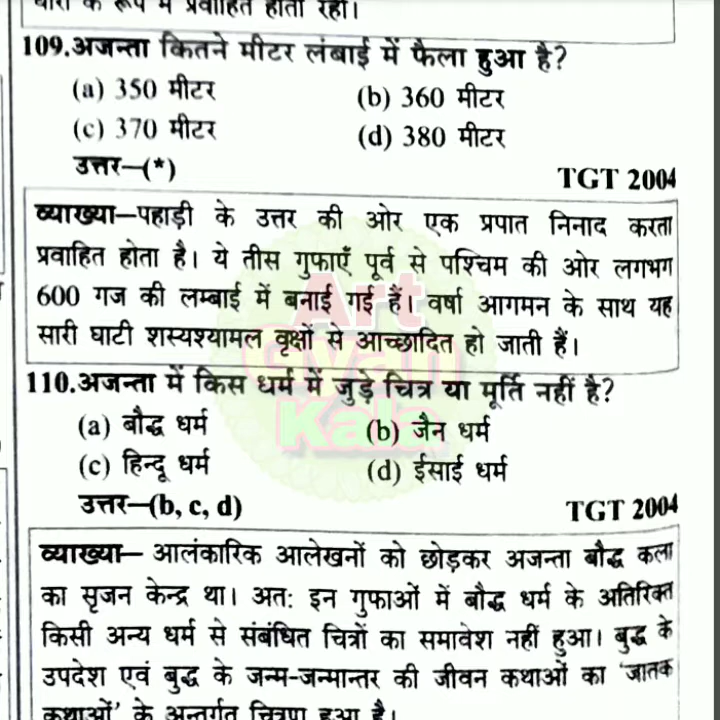 धारा के रूप में प्रवाहित होता रहा।
109.अजन्ता कितने मीटर लंबाई में फैला हुआ है?
(a) 350 मीटर (b) 360 मीटर
(c) 370 मीटर (d) 380 मीटर
उत्तर–(*) TGT 2004
व्याख्या–पहाड़ी के उत्तर की ओर एक प्रपात निनाद करता
प्रवाहित होता है। ये तीस गुफाएँ पूर्व से पश्चिम की ओर लगभग
600 गज की लम्बाई में बनाई गई हैं। वर्षा आगमन के साथ यह
सारी घाटी शस्यश्यामल वृक्षों से आच्छादित हो जाती हैं।
Art
Gyan
Kala
110.अजन्ता में किस धर्म में जुड़े चित्र या मूर्ति नहीं है?
(a) बौद्ध धर्म (b) जैन धर्म
(c) हिन्दू धर्म (d) ईसाई धर्म
उत्तर–(b, c, d) TGT 2004
व्याख्या– आलंकारिक आलेखनों को छोड़कर अजन्ता बौद्ध कला
का सृजन केन्द्र था। अत: इन गुफाओं में बौद्ध धर्म के अतिरिक्त
किसी अन्य धर्म से संबंधित चित्रों का समावेश नहीं हुआ। बुद्ध के
उपदेश एवं बुद्ध के जन्म-जन्मान्तर की जीवन कथाओं का 'जातक
कथाओं' के अन्तर्गत चित्रण हुआ है।